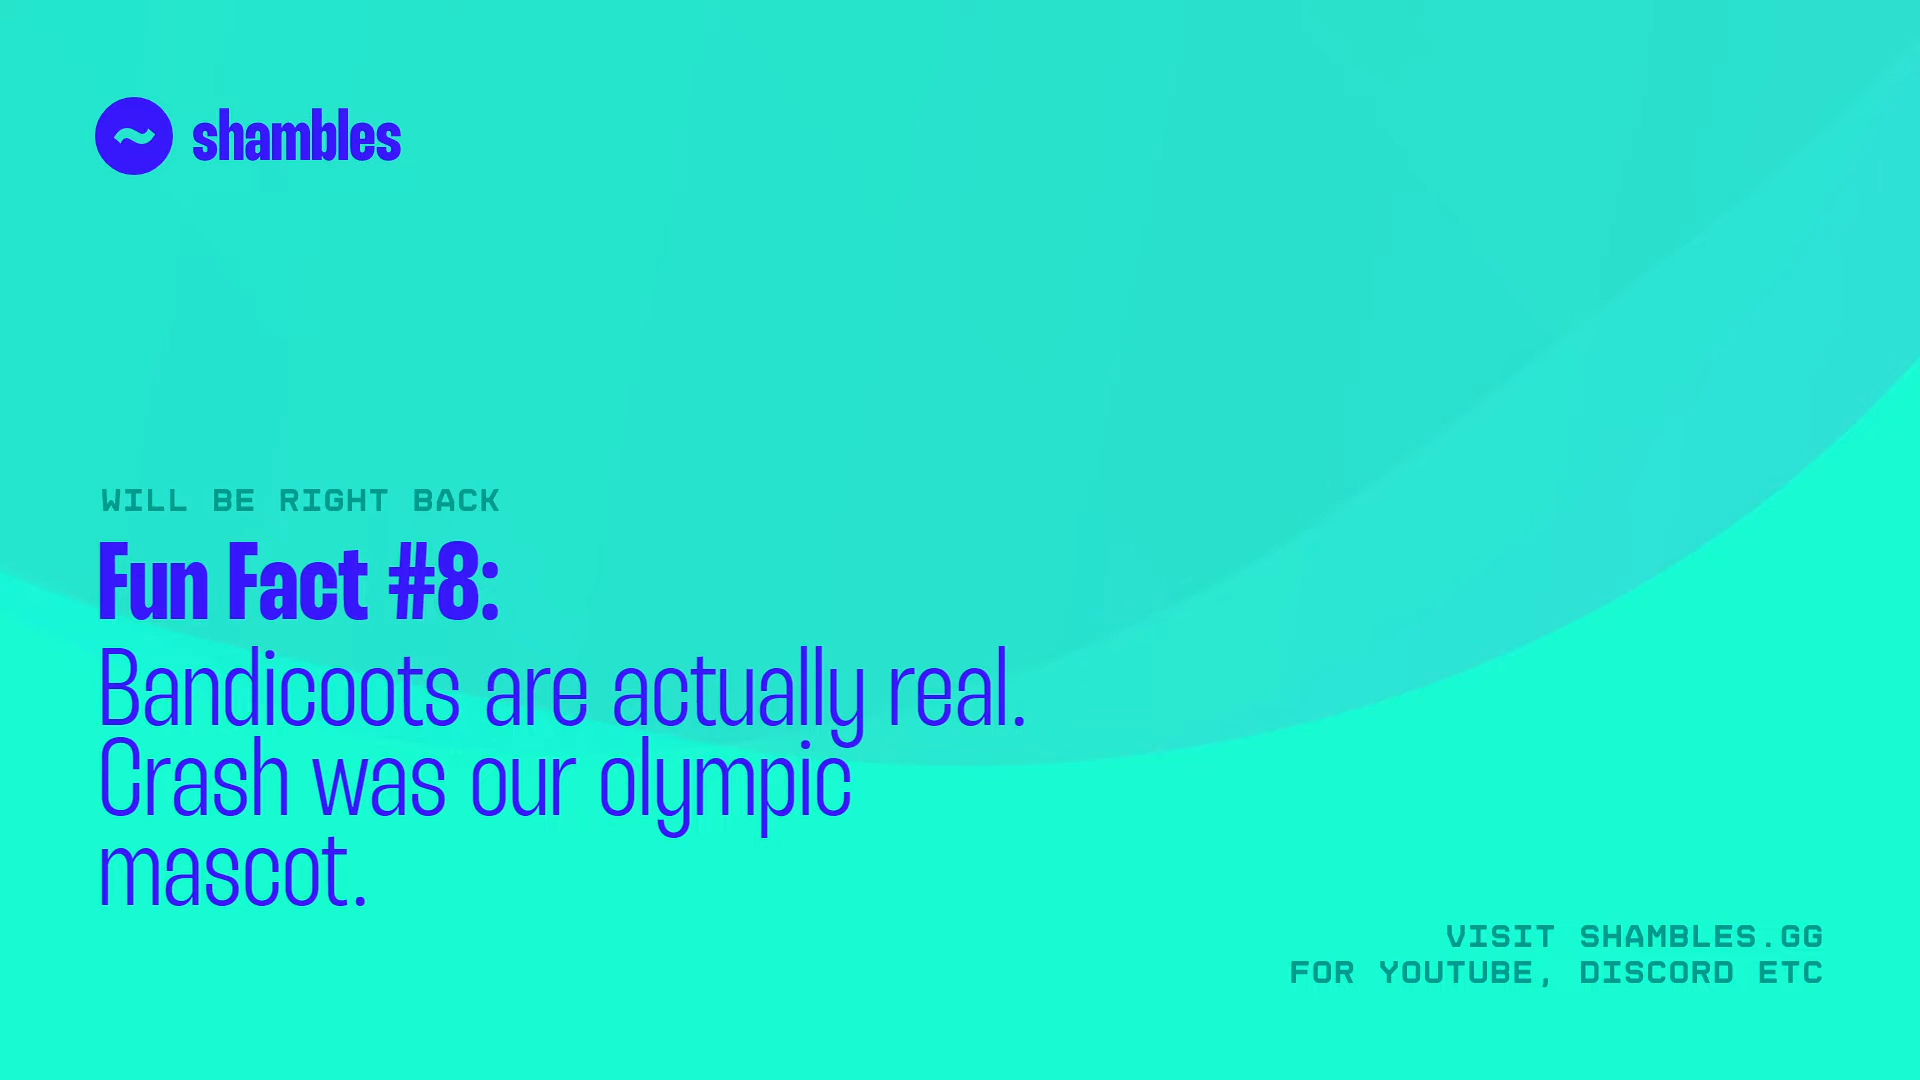 shambles
WILL BE RIGHT BACK
Fun Fact #8:
Bandicoots are actually real.
Crash was our olympic
mascot.
VISIT SHAMBLES.GG
FOR YOUTUBE, DISCORD ETC